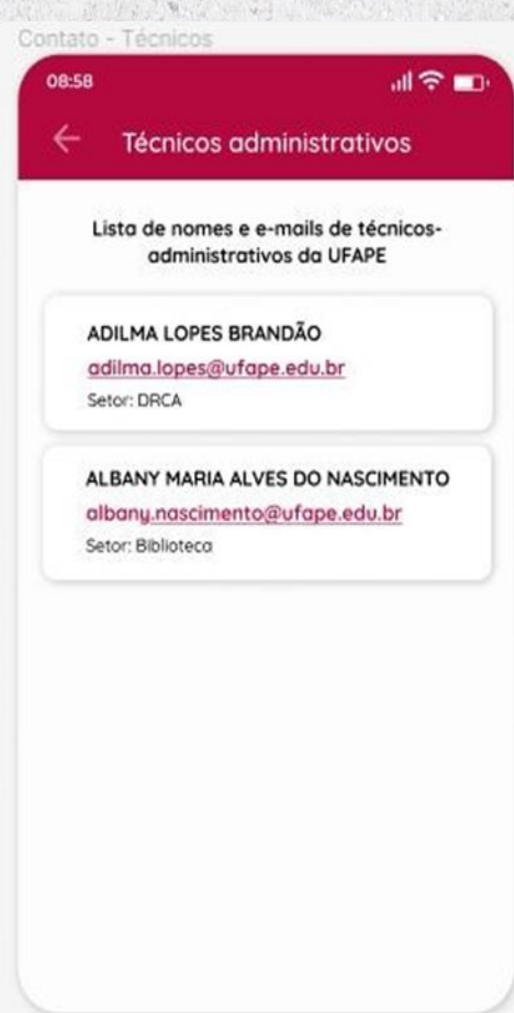 Contato - Técnicos
08:58
Técnicos administrativos
Lista de nomes e e-mails de técnicos-
administrativos da UFAPE
ADILMA LOPES BRANDÃO
adilma.lopes@ufape.edu.br
Setor: DRCA
ALBANY MARIA ALVES DO NASCIMENTO
albany.nascimento@ufape.edu.br
Setor: Biblioteca